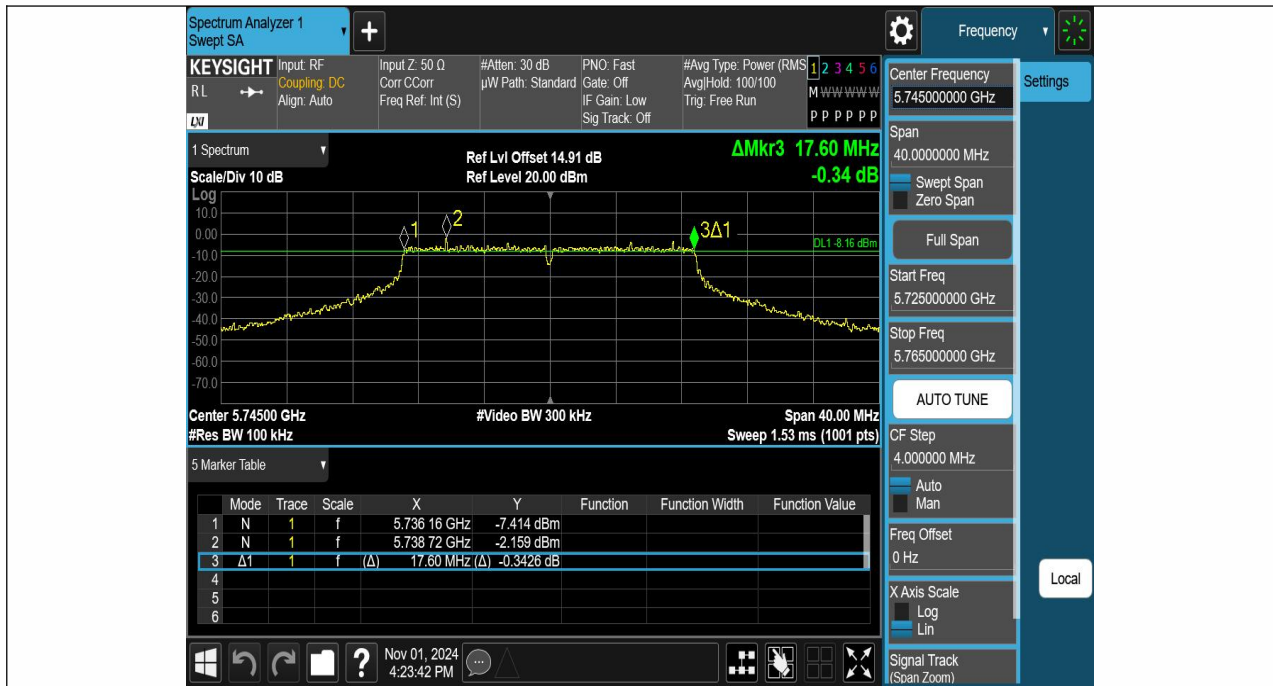 Spectrum Analyzer 1
Swept SA
+
Frequency
KEYSIGHT
RL
LXI
Input: RF
Coupling: DC
Align: Auto
Input Z: 50 Ω
Corr CCorr
Freq Ref: Int (S)
#Atten: 30 dB
µW Path: Standard
PNO: Fast
Gate: Off
IF Gain: Low
Sig Track: Off
#Avg Type: Power (RMS
Avg|Hold: 100/100
Trig: Free Run
1 2 3 4 5 6
M W W W W W
P P P P P P
1 Spectrum
Scale/Div 10 dB
Ref Lvl Offset 14.91 dB
Ref Level 20.00 dBm
ΔMkr3 17.60 MHz
-0.34 dB
Log
10.0
0.00
-10.0
-20.0
-30.0
-40.0
-50.0
-60.0
-70.0
1
2
3Δ1
DL1 -8.16 dBm
Center 5.74500 GHz
#Video BW 300 kHz
Span 40.00 MHz
#Res BW 100 kHz
Sweep 1.53 ms (1001 pts)
5 Marker Table
Mode Trace Scale X Y Function Function Width Function Value
1 N 1 f 5.736 16 GHz -7.414 dBm
2 N 1 f 5.738 72 GHz -2.159 dBm
3 Δ1 1 f (Δ) 17.60 MHz (Δ) -0.3426 dB
4
5
6
?
Nov 01, 2024
4:23:42 PM
Center Frequency
5.745000000 GHz
Settings
Span
40.0000000 MHz
Swept Span
Zero Span
Full Span
Start Freq
5.725000000 GHz
Stop Freq
5.765000000 GHz
AUTO TUNE
CF Step
4.000000 MHz
Auto
Man
Freq Offset
0 Hz
Local
X Axis Scale
Log
Lin
Signal Track
(Span Zoom)